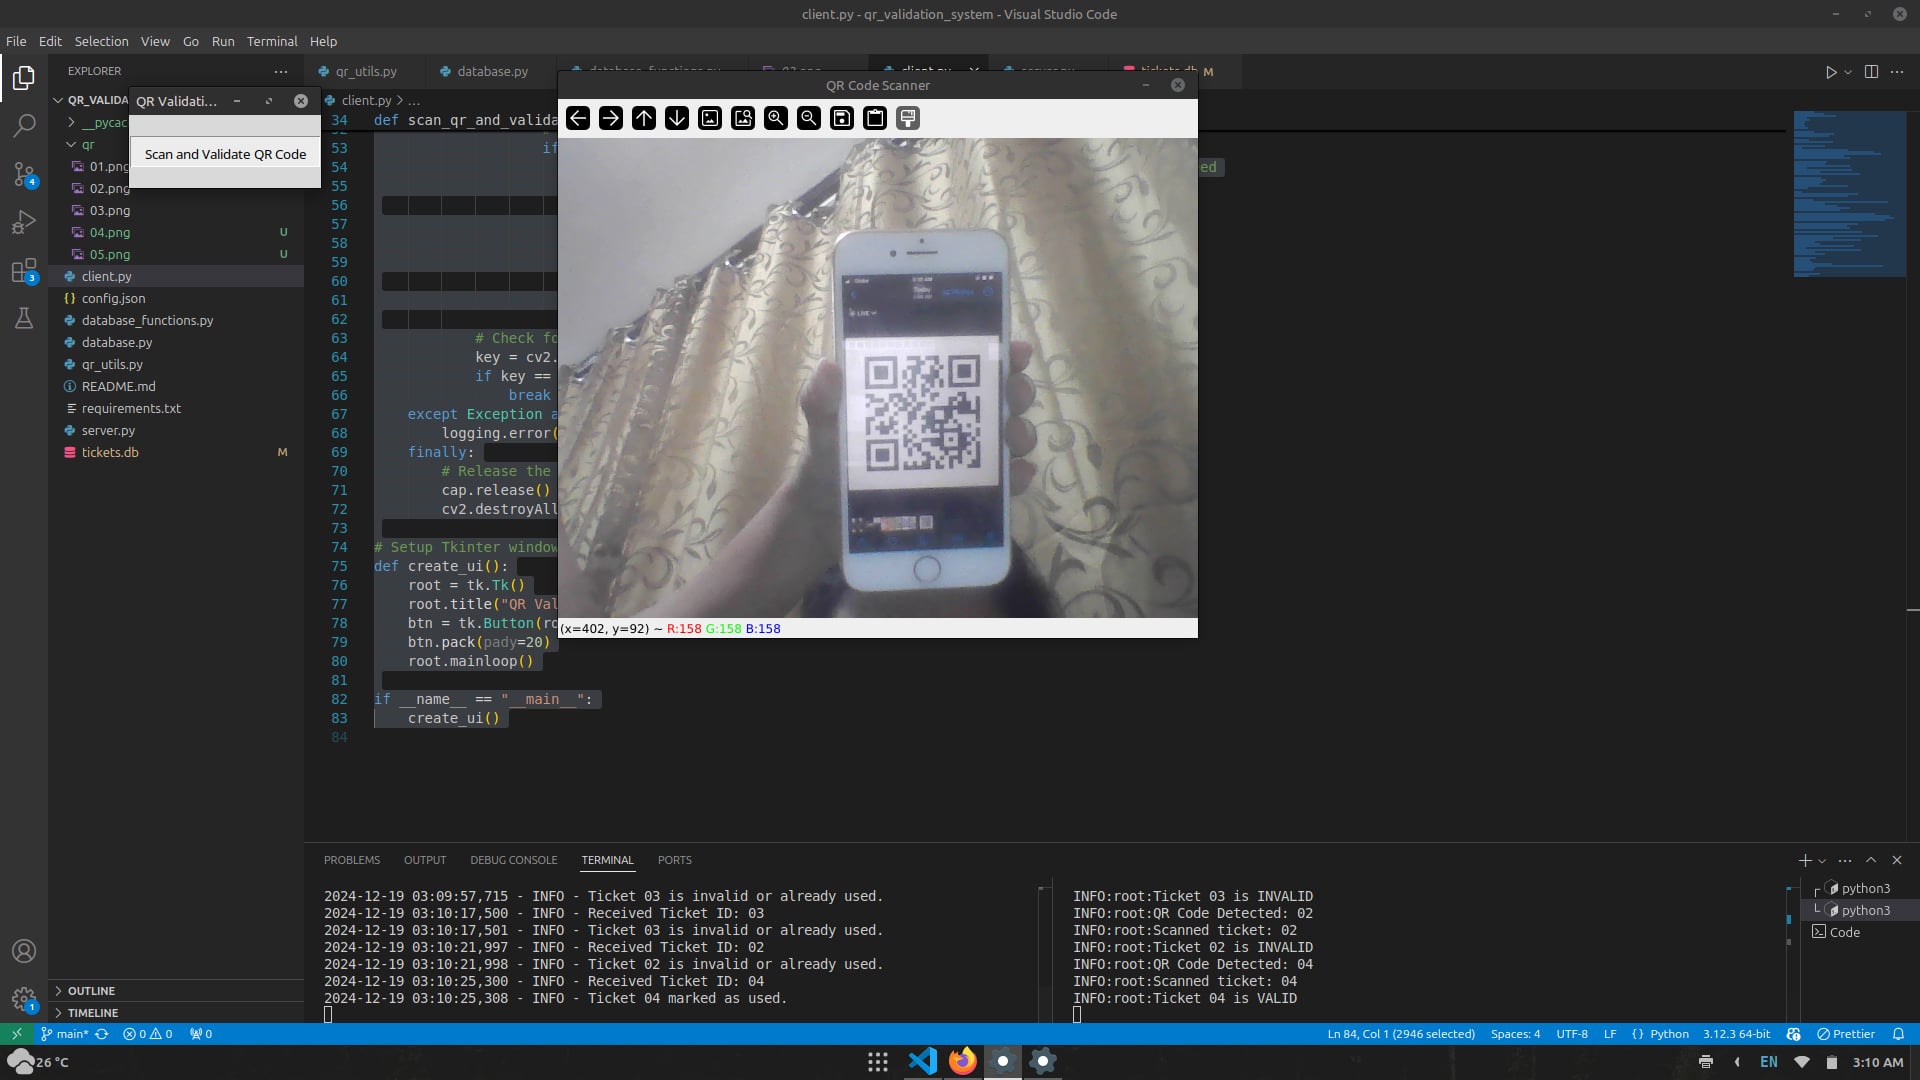 client.py - qr_validation_system - Visual Studio Code
File Edit Selection View Go Run Terminal Help
EXPLORER
qr_utils.py
database.py
database_functions.py
client.py
tickets.db M
QR_VALIDA
__pycac
qr
01.png
02.png
03.png
04.png U
05.png U
client.py
config.json
database_functions.py
database.py
qr_utils.py
README.md
requirements.txt
server.py
tickets.db M
OUTLINE
TIMELINE
QR Validati...
Scan and Validate QR Code
client.py > ...
34 def scan_qr_and_valida
53 if
54 ed
55
56
57
58
59
60
61
62
63 # Check fo
64 key = cv2.
65 if key ==
66 break
67 except Exception a
68 logging.error(
69 finally:
70 # Release the
71 cap.release()
72 cv2.destroyAll
73
74 # Setup Tkinter window
75 def create_ui():
76 root = tk.Tk()
77 root.title("QR Val
78 btn = tk.Button(ro
79 btn.pack(pady=20)
80 root.mainloop()
81
82 if __name__ == "__main__":
83 create_ui()
84
QR Code Scanner
Today
LIVE
(x=402, y=92) ~ R:158 G:158 B:158
PROBLEMS OUTPUT DEBUG CONSOLE TERMINAL PORTS
2024-12-19 03:09:57,715 - INFO - Ticket 03 is invalid or already used.
2024-12-19 03:10:17,500 - INFO - Received Ticket ID: 03
2024-12-19 03:10:17,501 - INFO - Ticket 03 is invalid or already used.
2024-12-19 03:10:21,997 - INFO - Received Ticket ID: 02
2024-12-19 03:10:21,998 - INFO - Ticket 02 is invalid or already used.
2024-12-19 03:10:25,300 - INFO - Received Ticket ID: 04
2024-12-19 03:10:25,308 - INFO - Ticket 04 marked as used.
INFO:root:Ticket 03 is INVALID
INFO:root:QR Code Detected: 02
INFO:root:Scanned ticket: 02
INFO:root:Ticket 02 is INVALID
INFO:root:QR Code Detected: 04
INFO:root:Scanned ticket: 04
INFO:root:Ticket 04 is VALID
python3
python3
Code
4
3
1
main* 0 0 0
Ln 84, Col 1 (2946 selected) Spaces: 4 UTF-8 LF { } Python 3.12.3 64-bit Prettier
26 °C
EN 3:10 AM